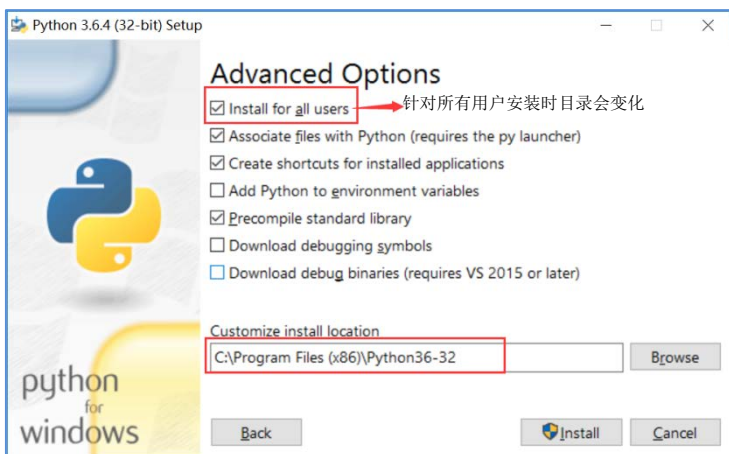 Python 3.6.4 (32-bit) Setup
Advanced Options
Install for all users 针对所有用户安装时目录会变化
Associate files with Python (requires the py launcher)
Create shortcuts for installed applications
Add Python to environment variables
Precompile standard library
Download debugging symbols
Download debug binaries (requires VS 2015 or later)
Customize install location
C:\Program Files (x86)\Python36-32 Browse
python
for
windows
Back Install Cancel